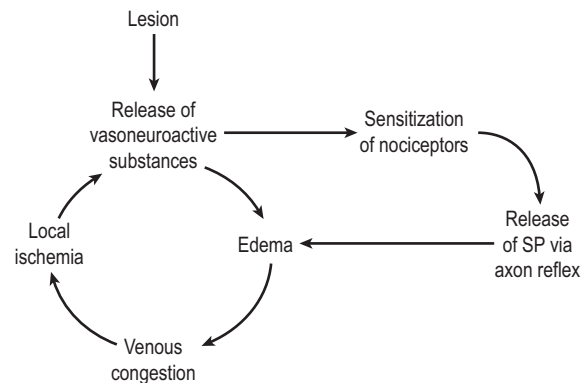 Lesion
Release of
vasoneuroactive
substances
Sensitization
of nociceptors
Release
of SP via
axon reflex
Edema
Local
ischemia
Venous
congestion